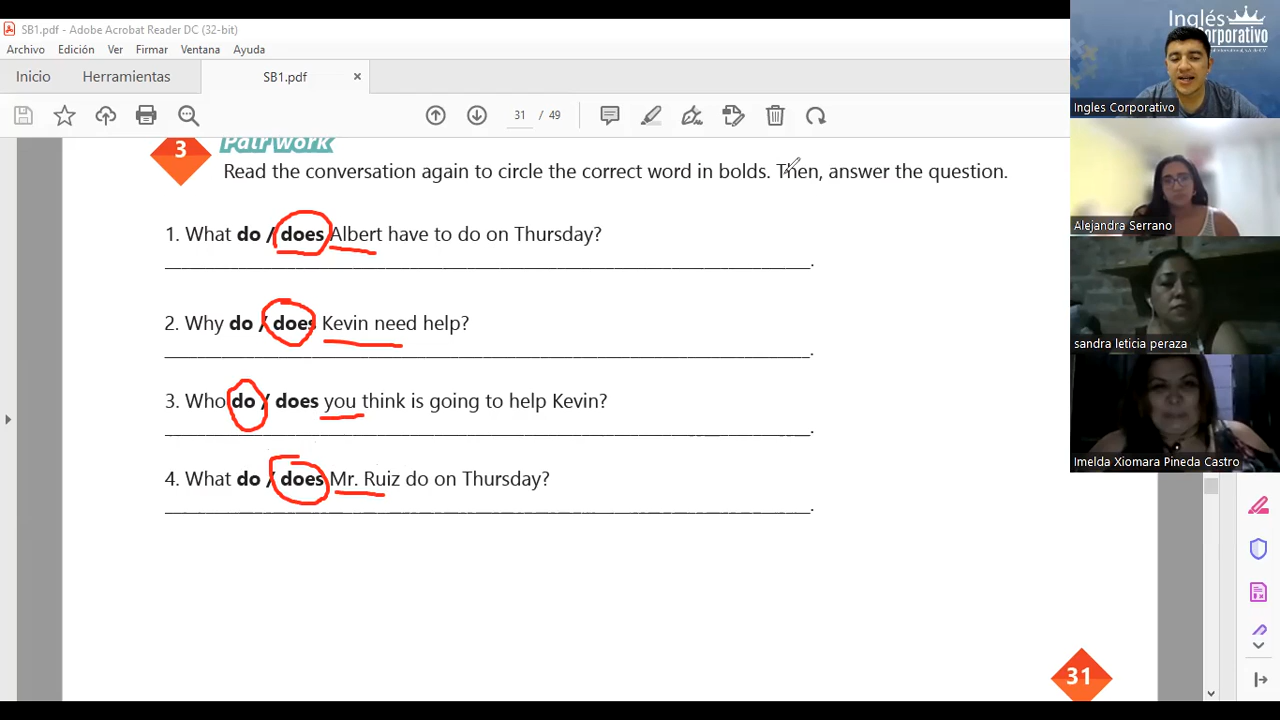 SB1.pdf - Adobe Acrobat Reader DC (32-bit)
Archivo Edición Ver Firmar Ventana Ayuda
Inicio Herramientas SB1.pdf ×
31 / 49
Inglés
Corporativo
Ingles Corporativo
Alejandra Serrano
sandra leticia peraza
Imelda Xiomara Pineda Castro
3 Pair work
Read the conversation again to circle the correct word in bolds. Then, answer the question.
1. What do / does Albert have to do on Thursday?
2. Why do / does Kevin need help?
3. Who do / does you think is going to help Kevin?
4. What do / does Mr. Ruiz do on Thursday?
31